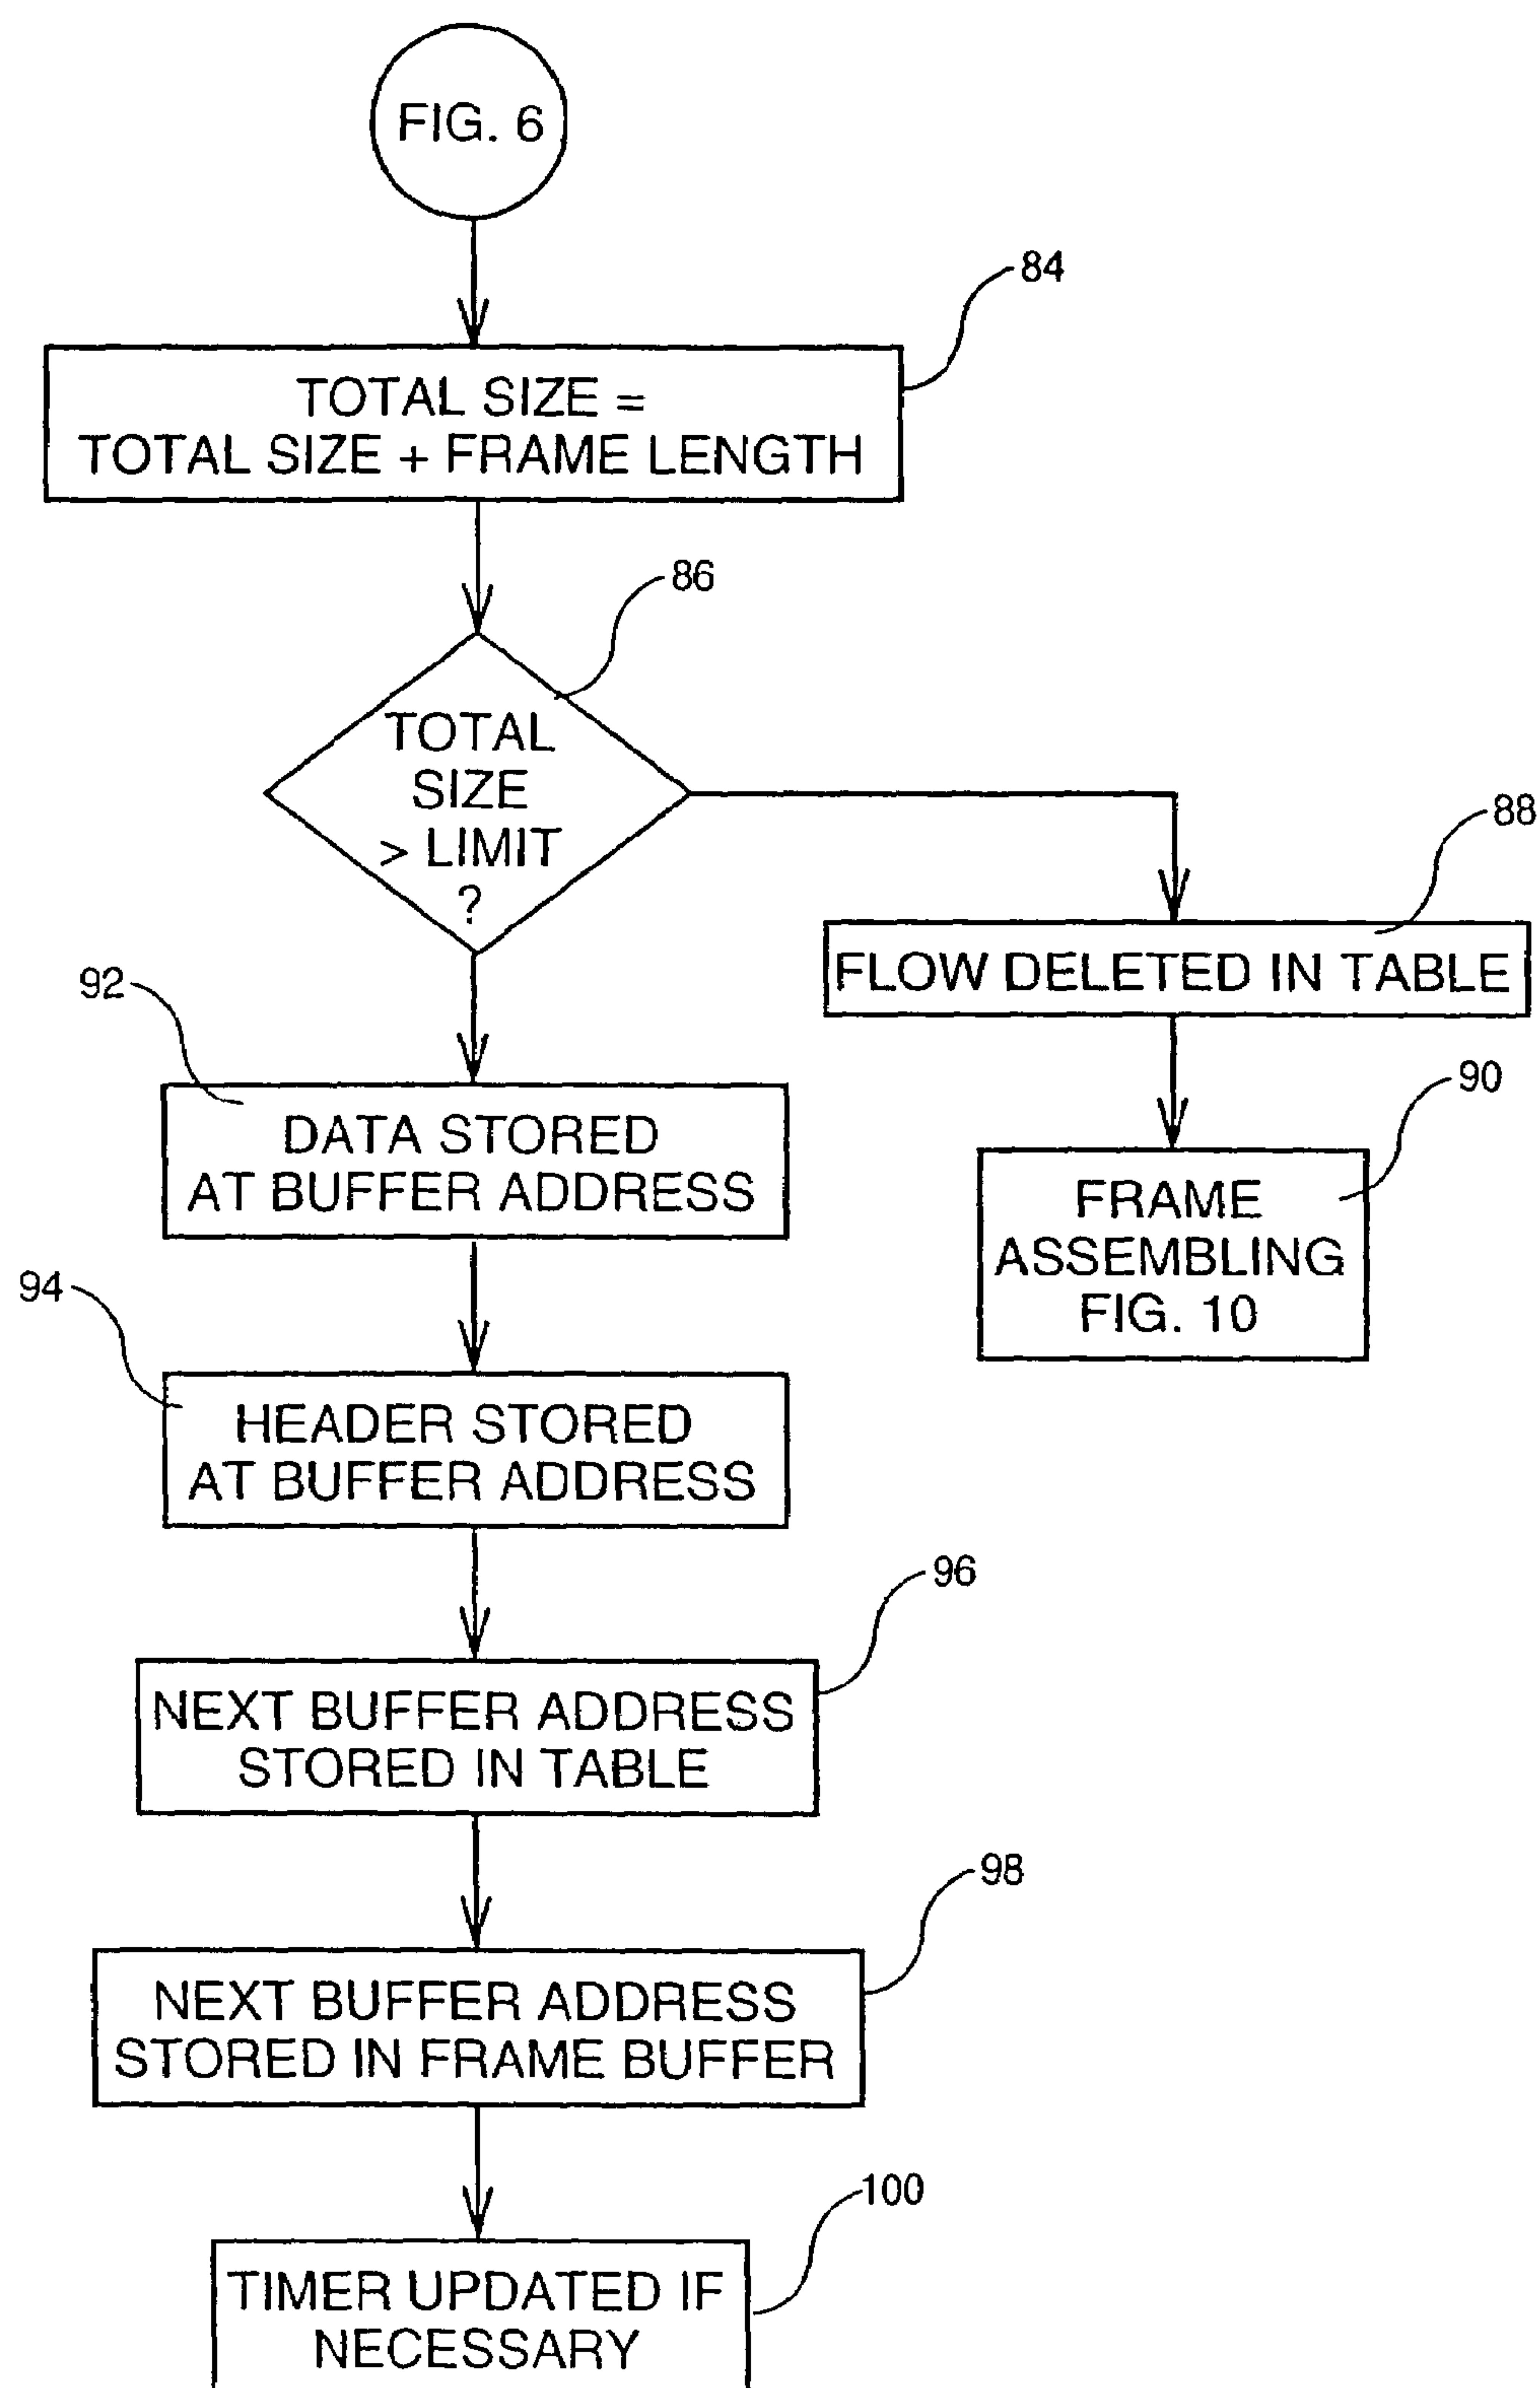 FIG. 6
84
TOTAL SIZE =
TOTAL SIZE + FRAME LENGTH
86
TOTAL
SIZE
> LIMIT
?
88
FLOW DELETED IN TABLE
92
DATA STORED
AT BUFFER ADDRESS
90
FRAME
ASSEMBLING
FIG. 10
94
HEADER STORED
AT BUFFER ADDRESS
96
NEXT BUFFER ADDRESS
STORED IN TABLE
98
NEXT BUFFER ADDRESS
STORED IN FRAME BUFFER
100
TIMER UPDATED IF
NECESSARY